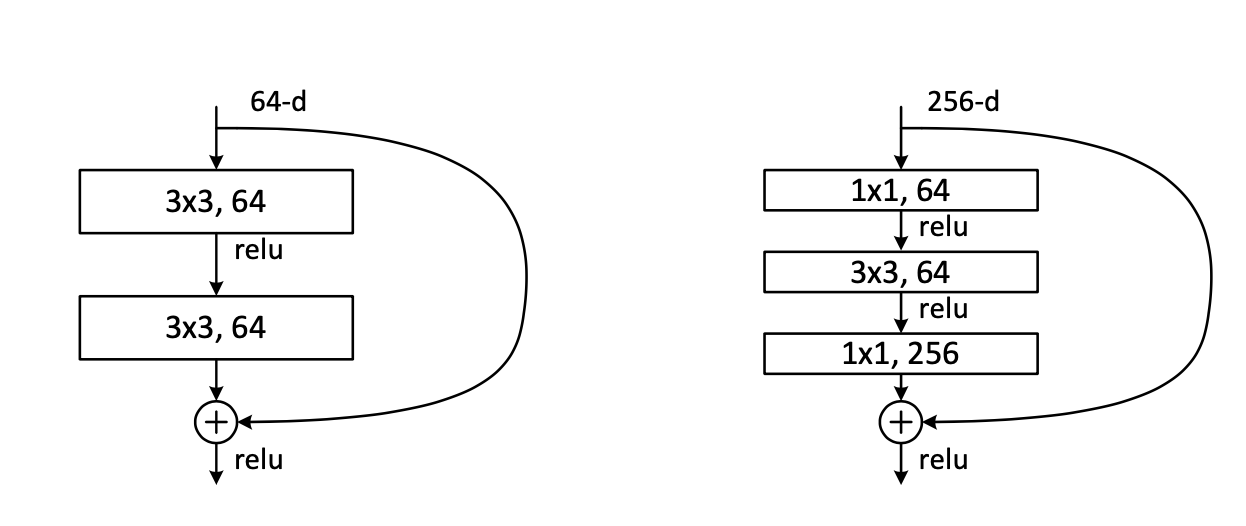 64-d
3x3, 64
relu
3x3, 64
relu
256-d
1x1, 64
relu
3x3, 64
relu
1x1, 256
relu